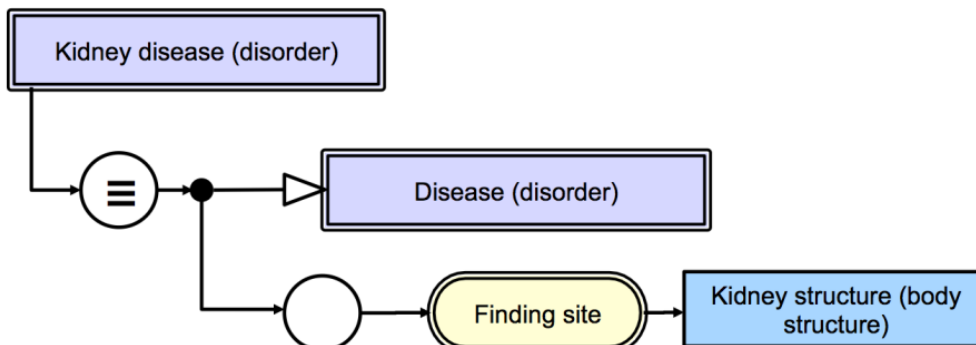 Kidney disease (disorder)
Disease (disorder)
Finding site
Kidney structure (body
structure)